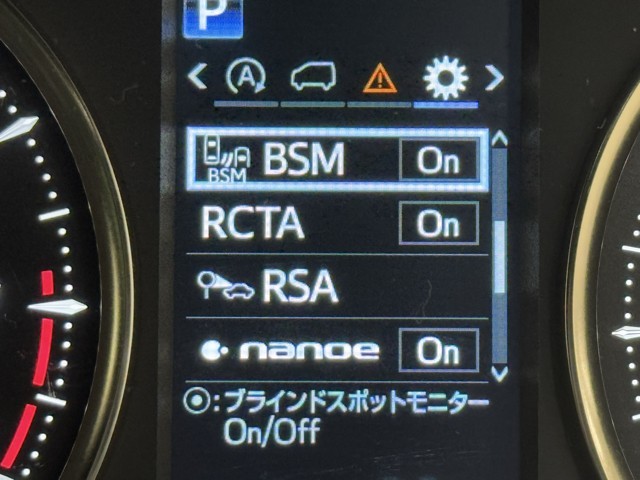 P
A
BSM BSM On
RCTA On
RSA
nanoe On
⦿:ブラインドスポットモニター
On/Off